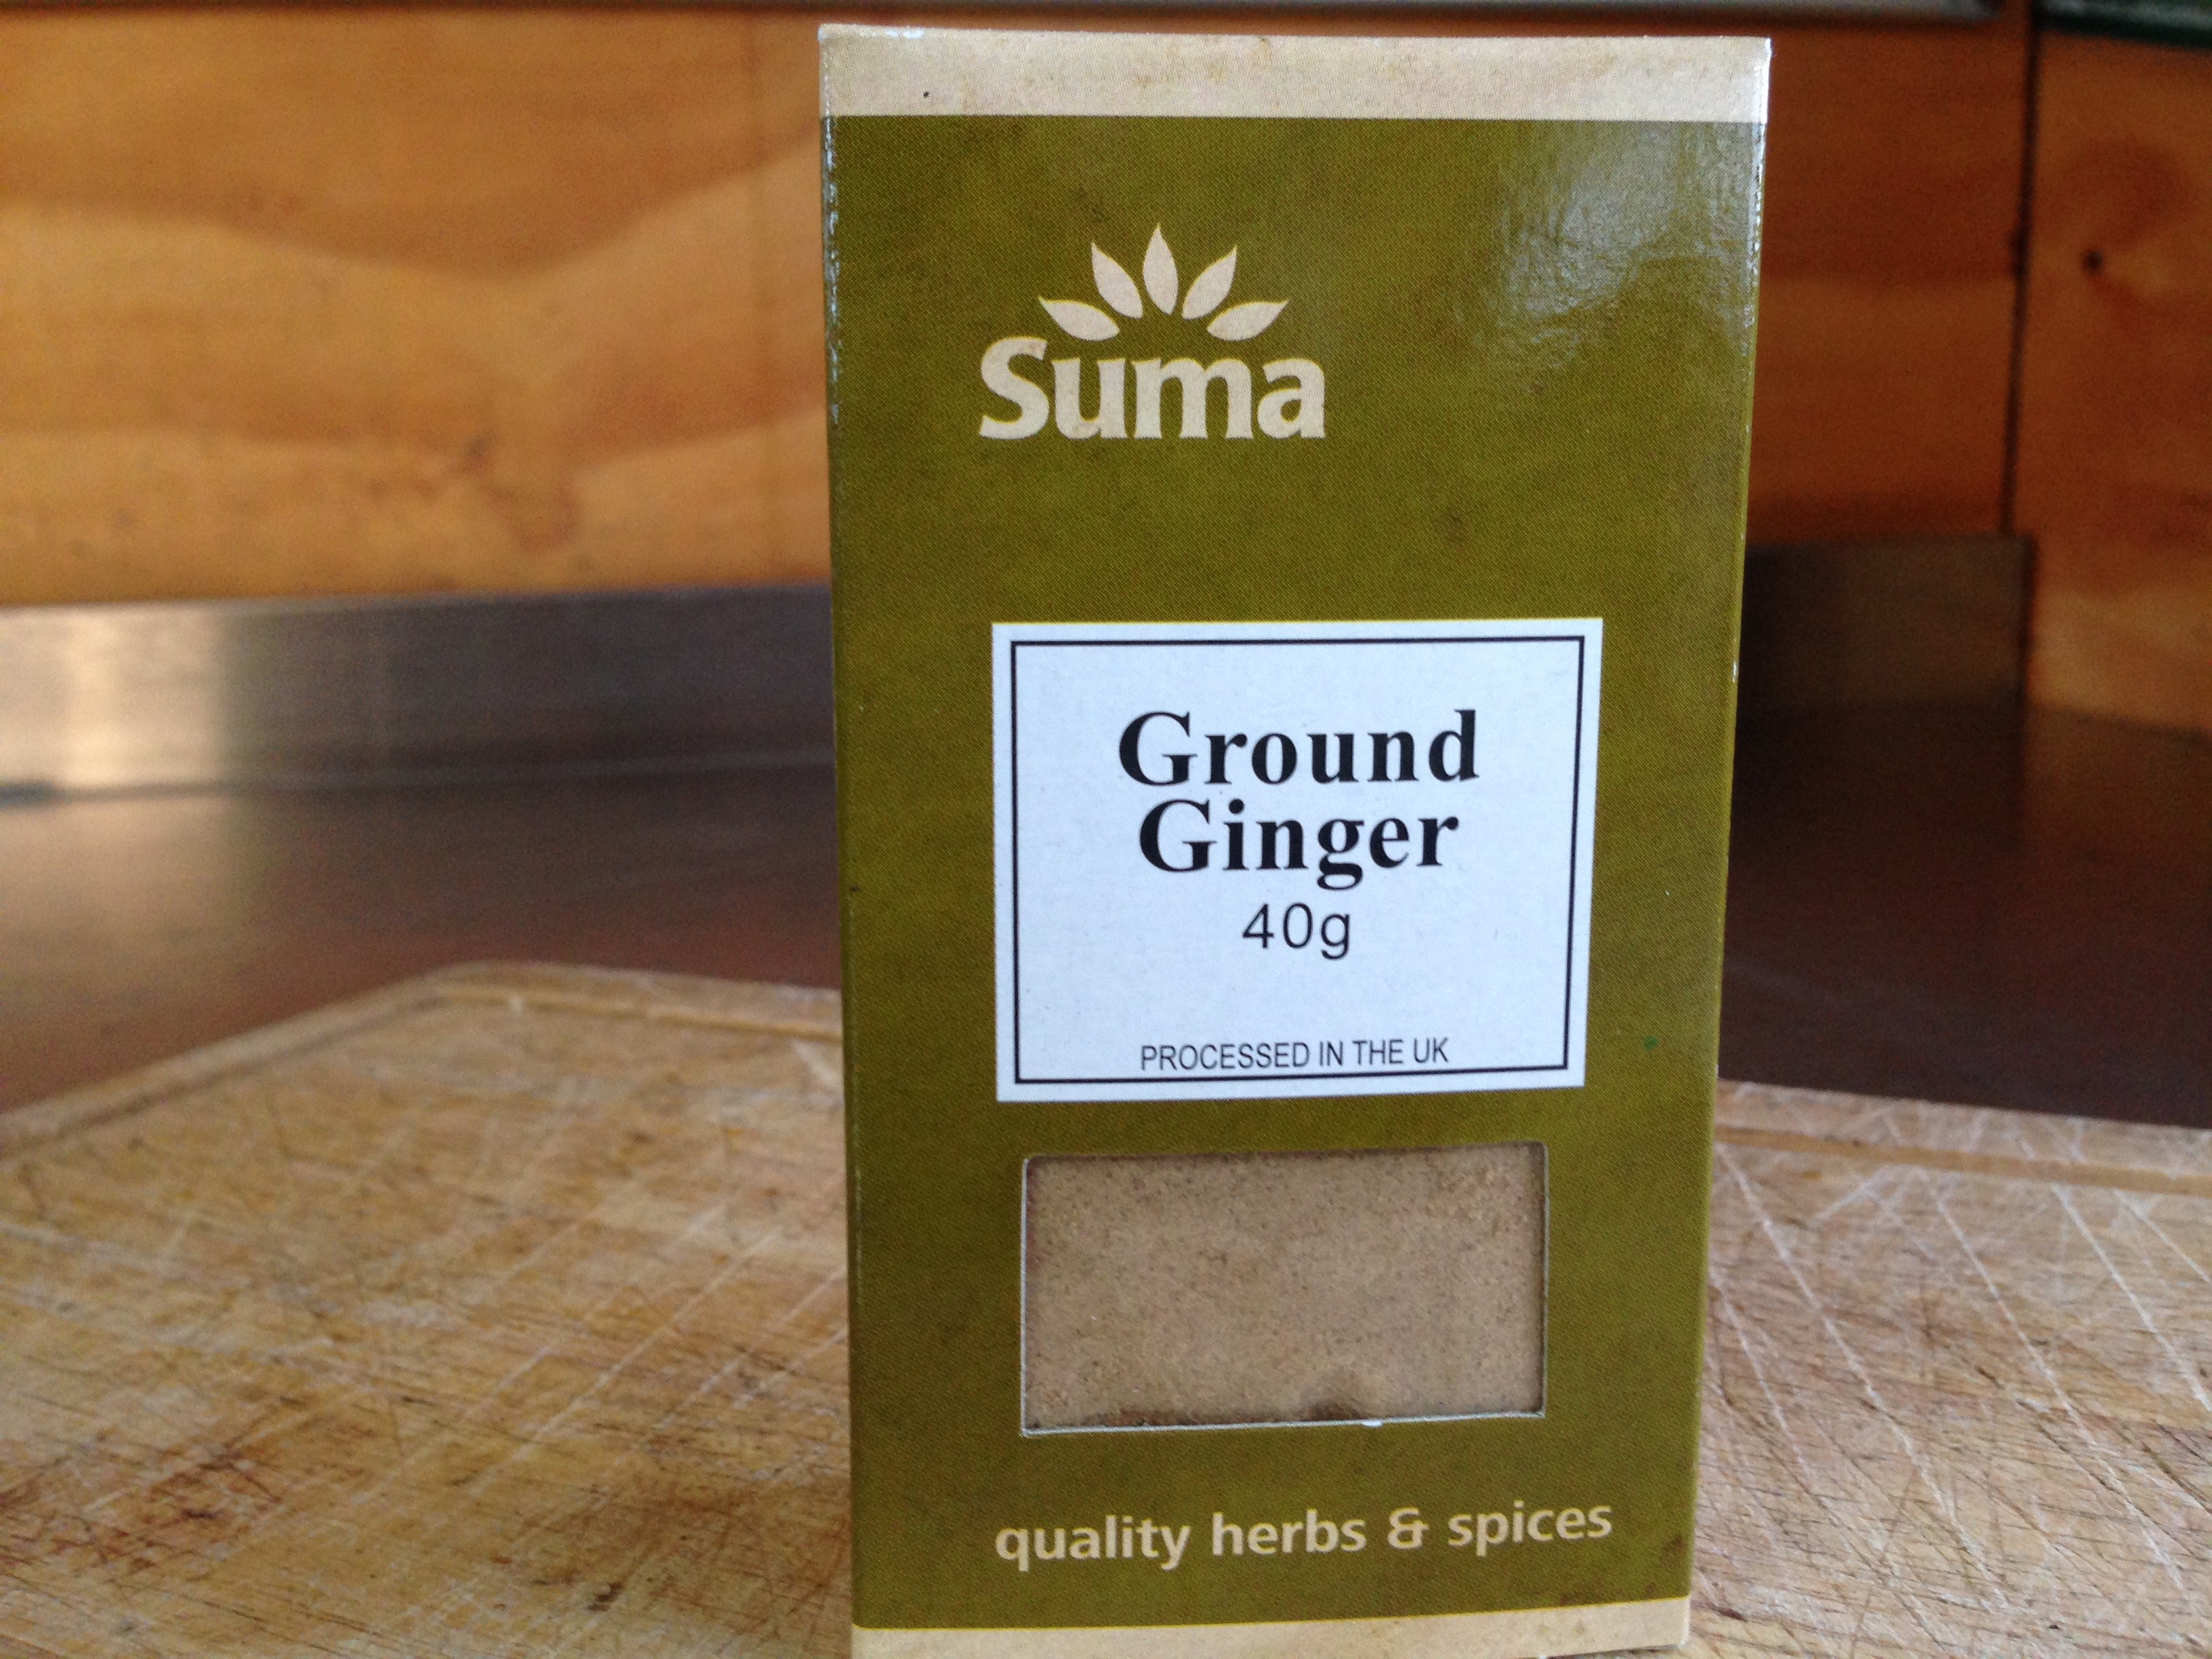 Suma
Ground
Ginger
40g
PROCESSED IN THE UK
quality herbs & spices